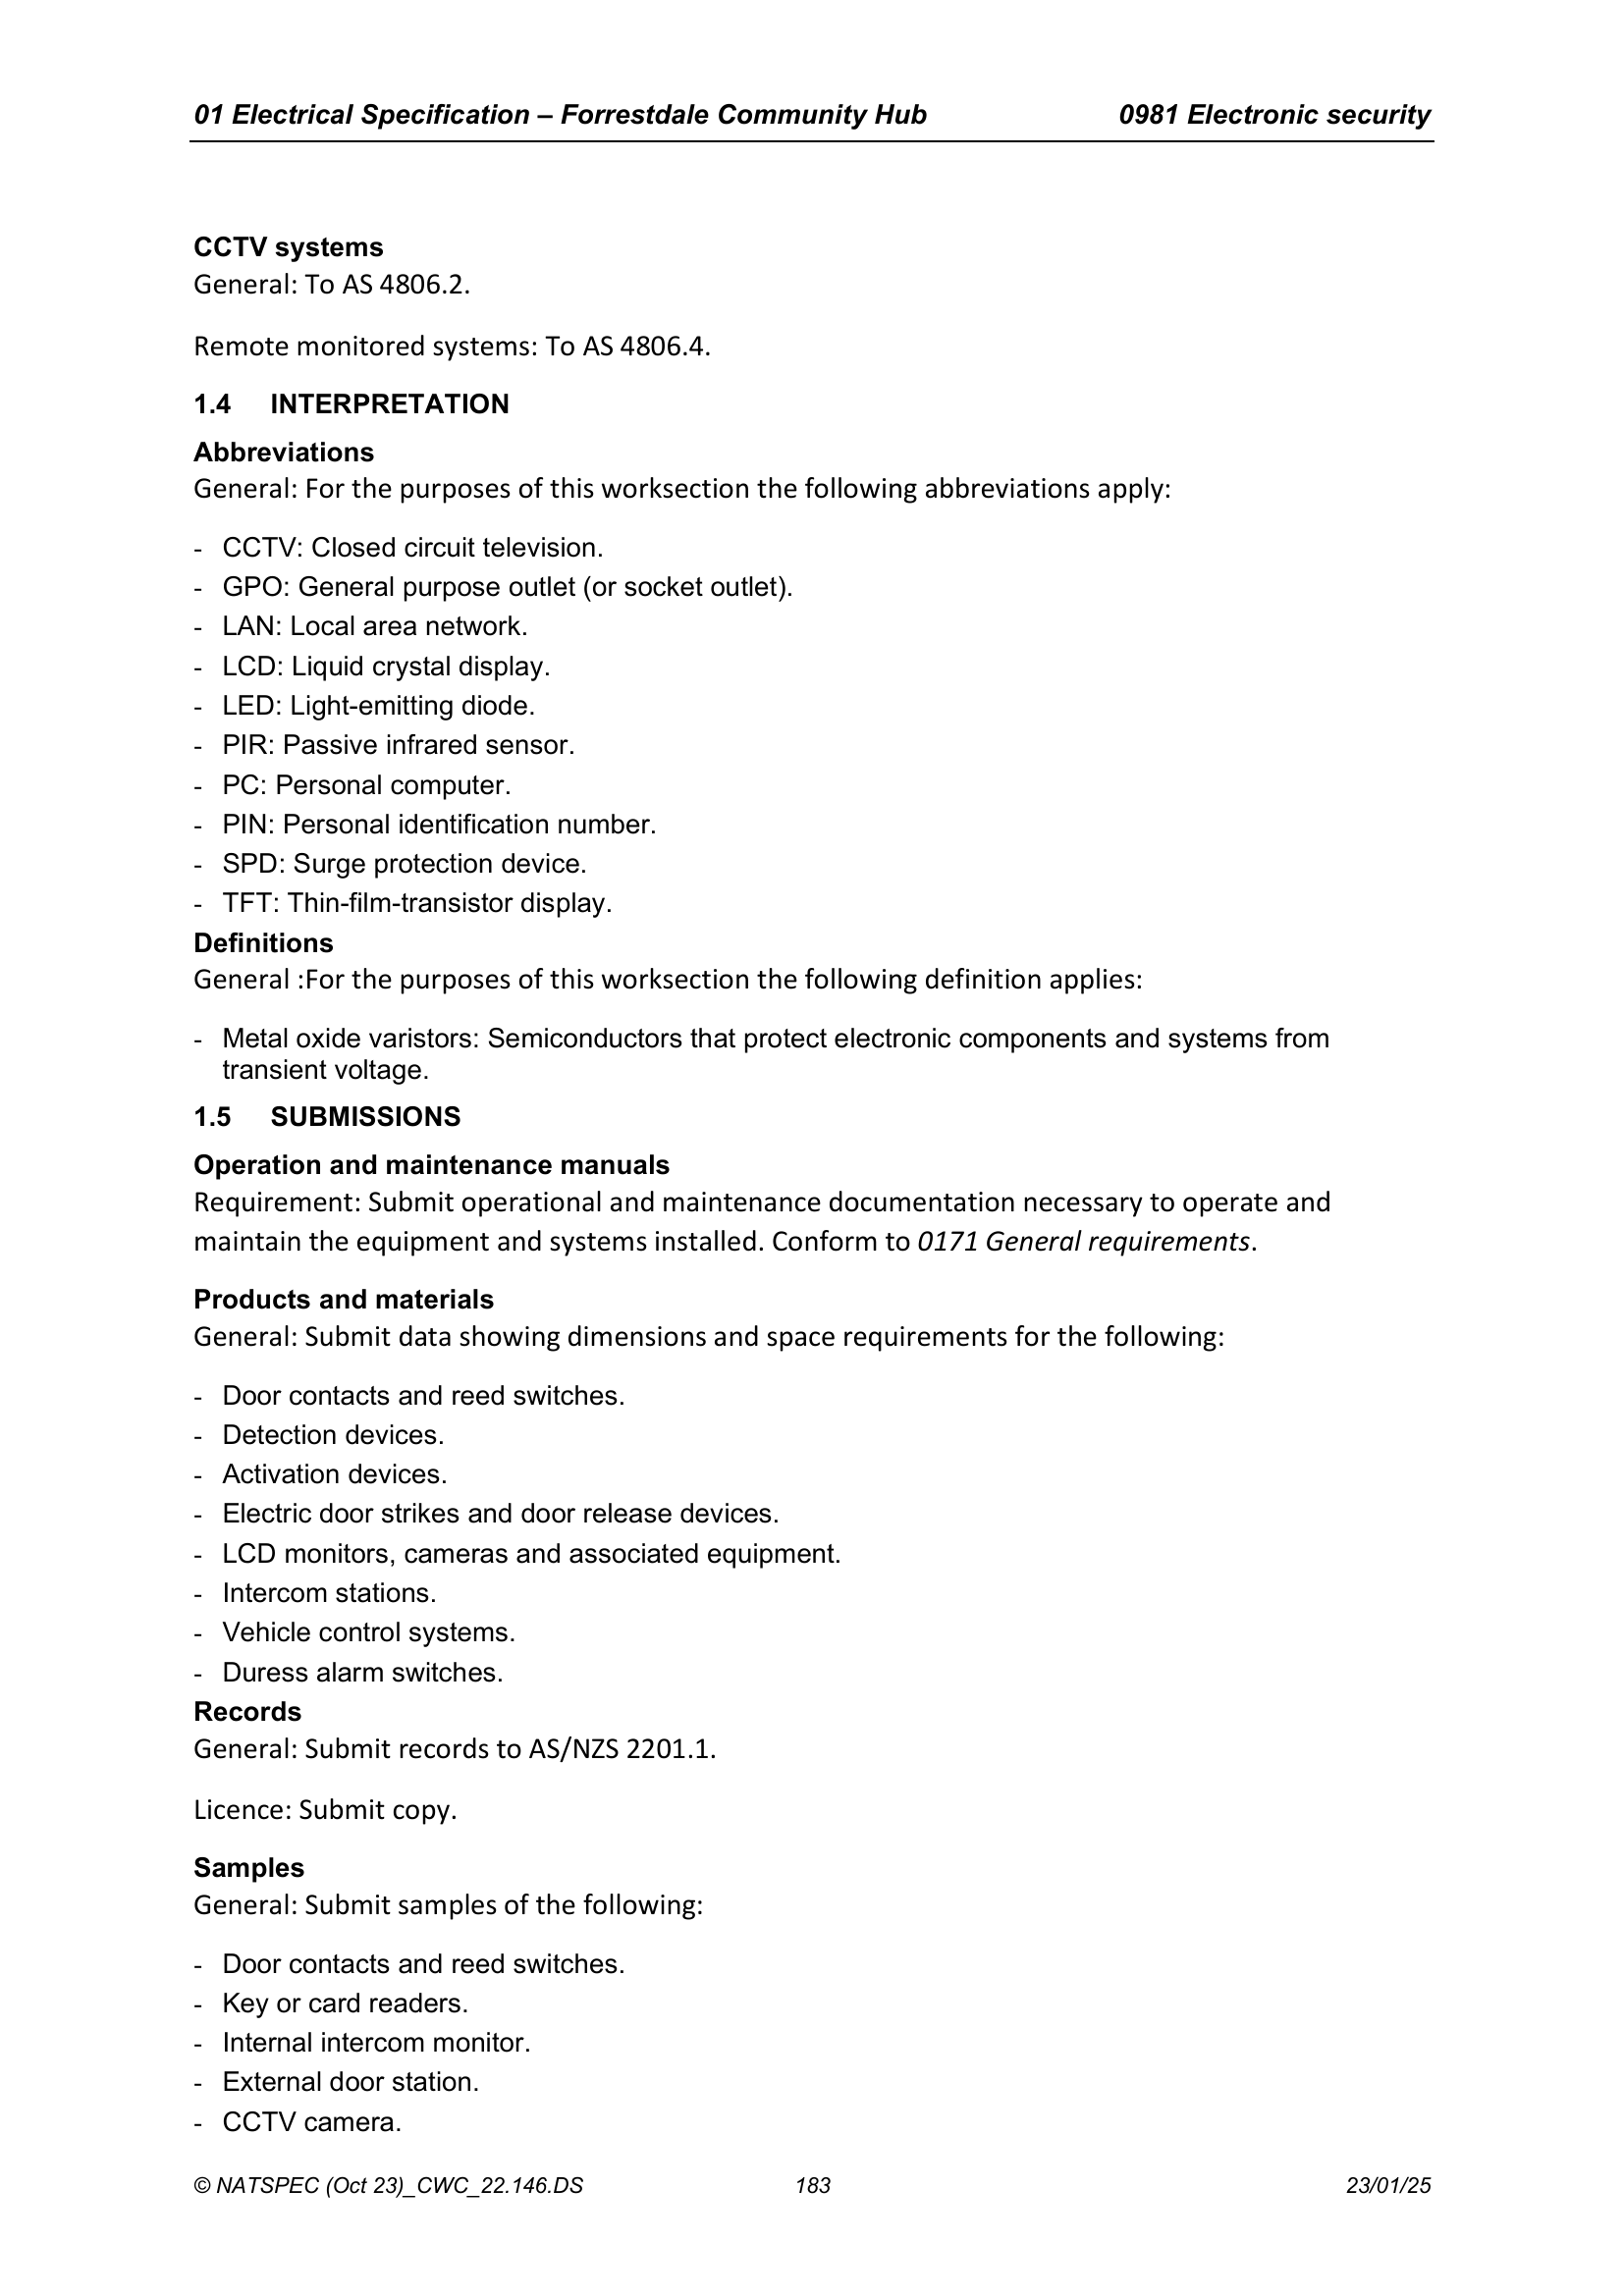 01 Electrical Specification – Forrestdale Community Hub 0981 Electronic security
CCTV systems
General: To AS 4806.2.
Remote monitored systems: To AS 4806.4.
1.4 INTERPRETATION
Abbreviations
General: For the purposes of this worksection the following abbreviations apply:
- CCTV: Closed circuit television.
- GPO: General purpose outlet (or socket outlet).
- LAN: Local area network.
- LCD: Liquid crystal display.
- LED: Light-emitting diode.
- PIR: Passive infrared sensor.
- PC: Personal computer.
- PIN: Personal identification number.
- SPD: Surge protection device.
- TFT: Thin-film-transistor display.
Definitions
General :For the purposes of this worksection the following definition applies:
- Metal oxide varistors: Semiconductors that protect electronic components and systems from
transient voltage.
1.5 SUBMISSIONS
Operation and maintenance manuals
Requirement: Submit operational and maintenance documentation necessary to operate and
maintain the equipment and systems installed. Conform to 0171 General requirements.
Products and materials
General: Submit data showing dimensions and space requirements for the following:
- Door contacts and reed switches.
- Detection devices.
- Activation devices.
- Electric door strikes and door release devices.
- LCD monitors, cameras and associated equipment.
- Intercom stations.
- Vehicle control systems.
- Duress alarm switches.
Records
General: Submit records to AS/NZS 2201.1.
Licence: Submit copy.
Samples
General: Submit samples of the following:
- Door contacts and reed switches.
- Key or card readers.
- Internal intercom monitor.
- External door station.
- CCTV camera.
© NATSPEC (Oct 23)_CWC_22.146.DS 183 23/01/25